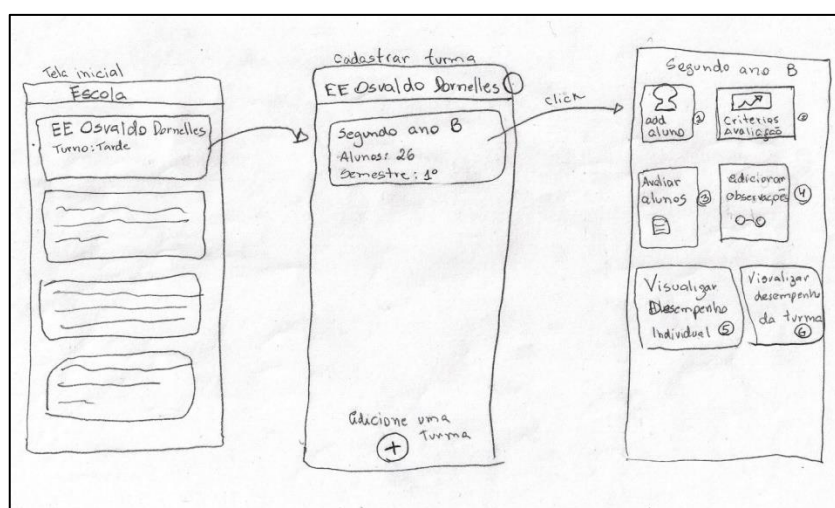 Tela inicial
Escola
EE Osvaldo Dornelles
Turno: Tarde
Cadastrar turma
EE Osvaldo Dornelles
Segundo ano B
Alunos: 26
Semestre: 1º
Adicione uma
Turma
+
click
Segundo ano B
add
aluno
Criterios
Avaliação
Avaliar
alunos 3
adicionar
observações 4
Visualizar
Desempenho
Individual 5
Visualizar
desempenho
da turma
6